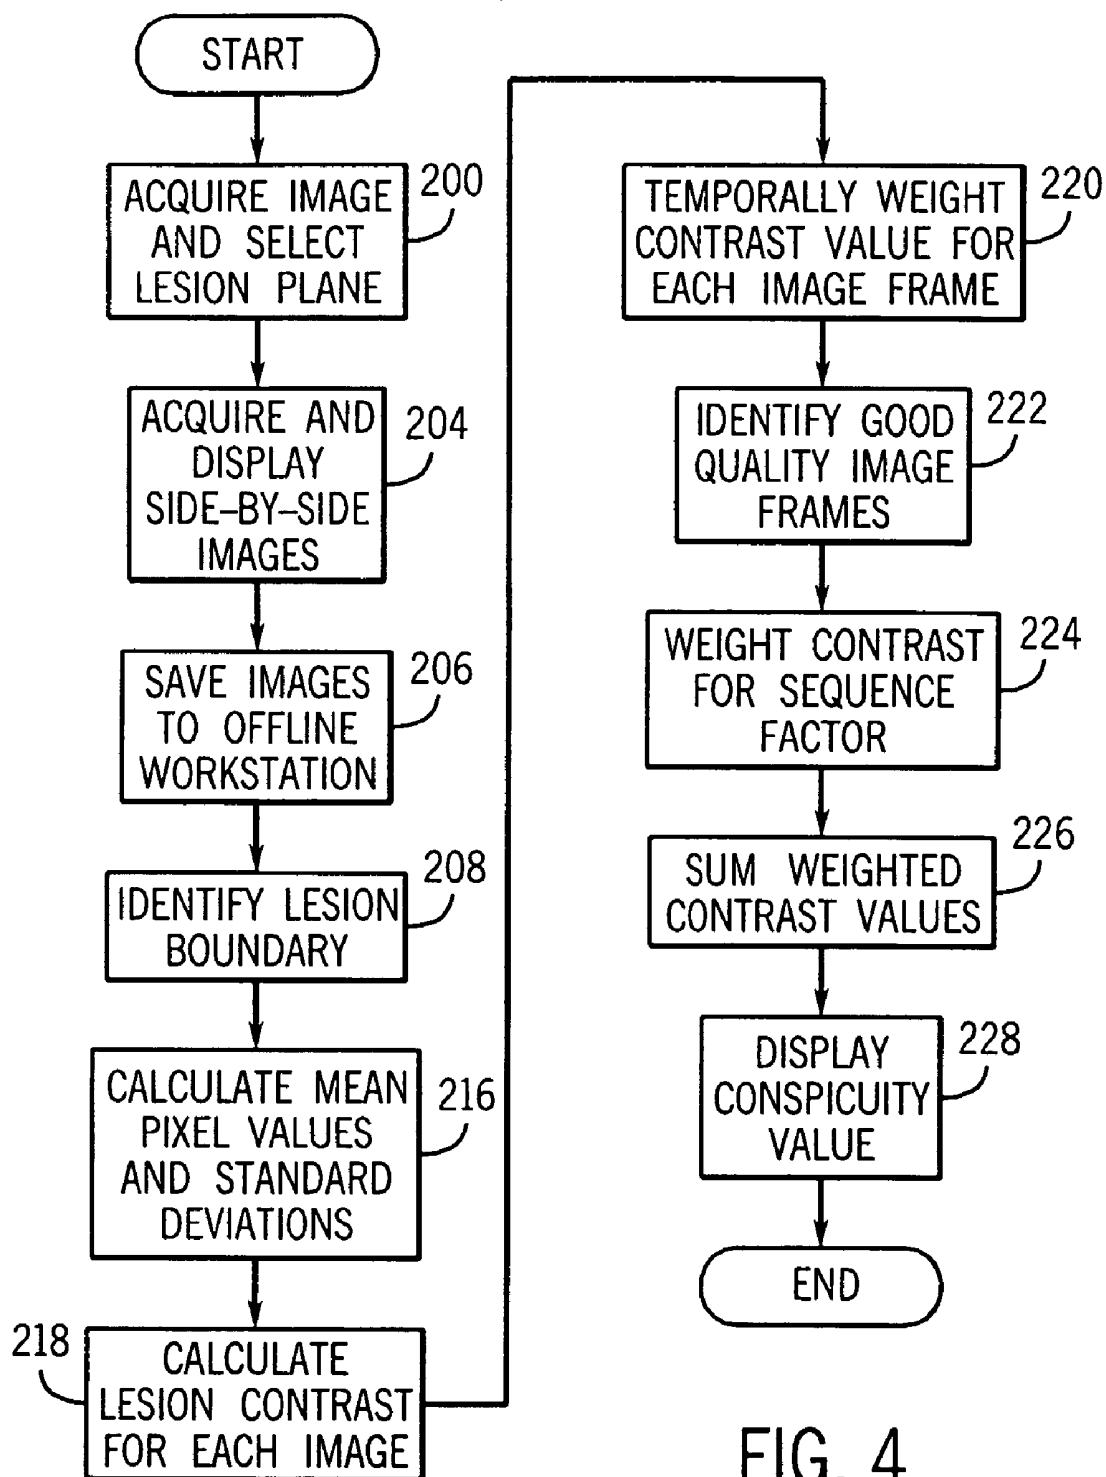 START
ACQUIRE IMAGE
AND SELECT
LESION PLANE
200
ACQUIRE AND
DISPLAY
SIDE–BY–SIDE
IMAGES
204
SAVE IMAGES
TO OFFLINE
WORKSTATION
206
IDENTIFY LESION
BOUNDARY
208
CALCULATE MEAN
PIXEL VALUES
AND STANDARD
DEVIATIONS
216
CALCULATE
LESION CONTRAST
FOR EACH IMAGE
218
TEMPORALLY WEIGHT
CONTRAST VALUE FOR
EACH IMAGE FRAME
220
IDENTIFY GOOD
QUALITY IMAGE
FRAMES
222
WEIGHT CONTRAST
FOR SEQUENCE
FACTOR
224
SUM WEIGHTED
CONTRAST VALUES
226
DISPLAY
CONSPICUITY
VALUE
228
END
FIG. 4